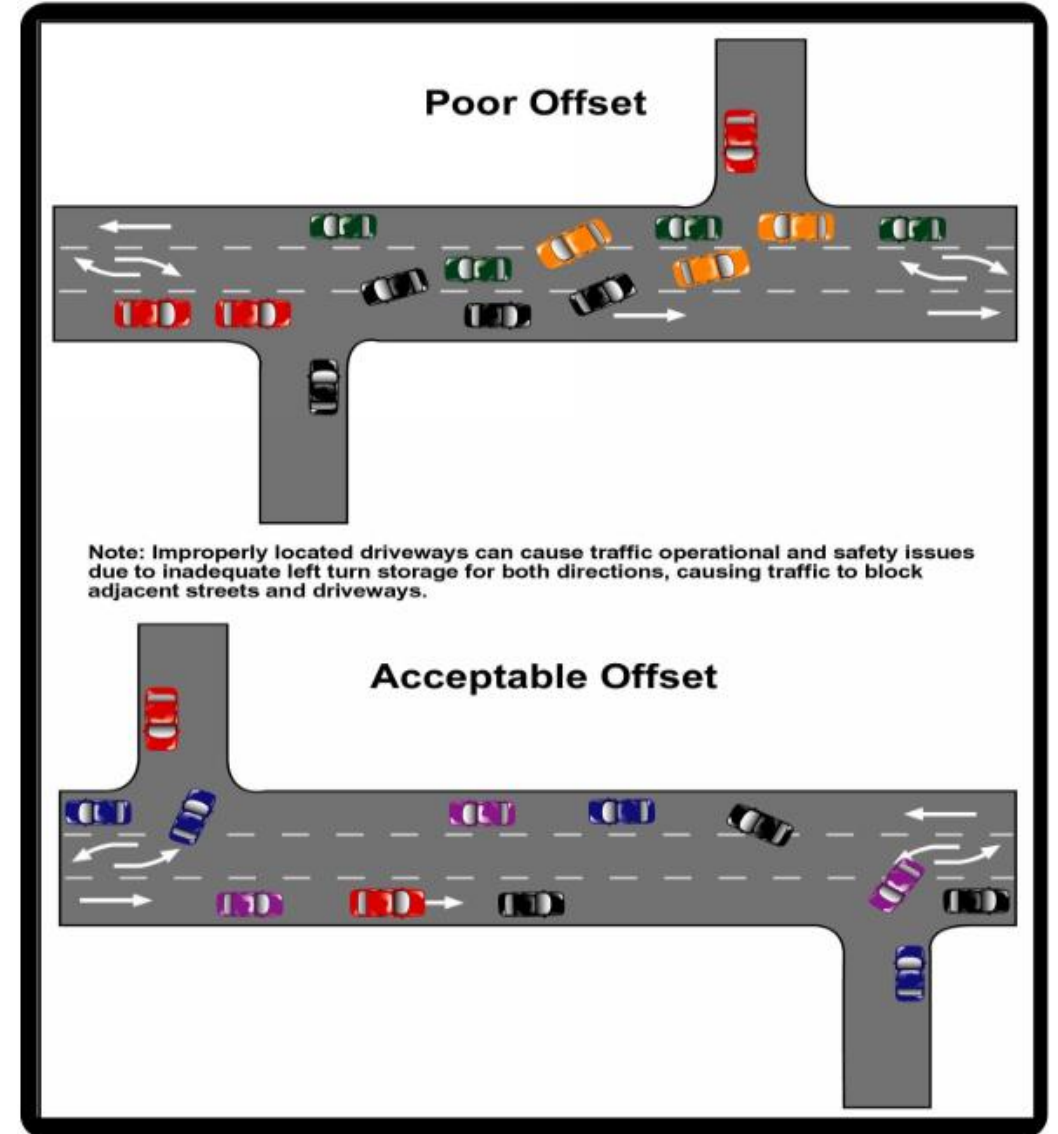 Poor Offset
Note: Improperly located driveways can cause traffic operational and safety issues
due to inadequate left turn storage for both directions, causing traffic to block
adjacent streets and driveways.
Acceptable Offset